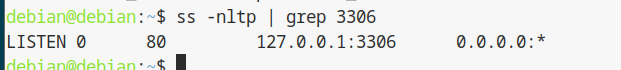 debian@debian:~$ ss -nltp | grep 3306
LISTEN 0      80         127.0.0.1:3306      0.0.0.0:*
debian@debian:~$